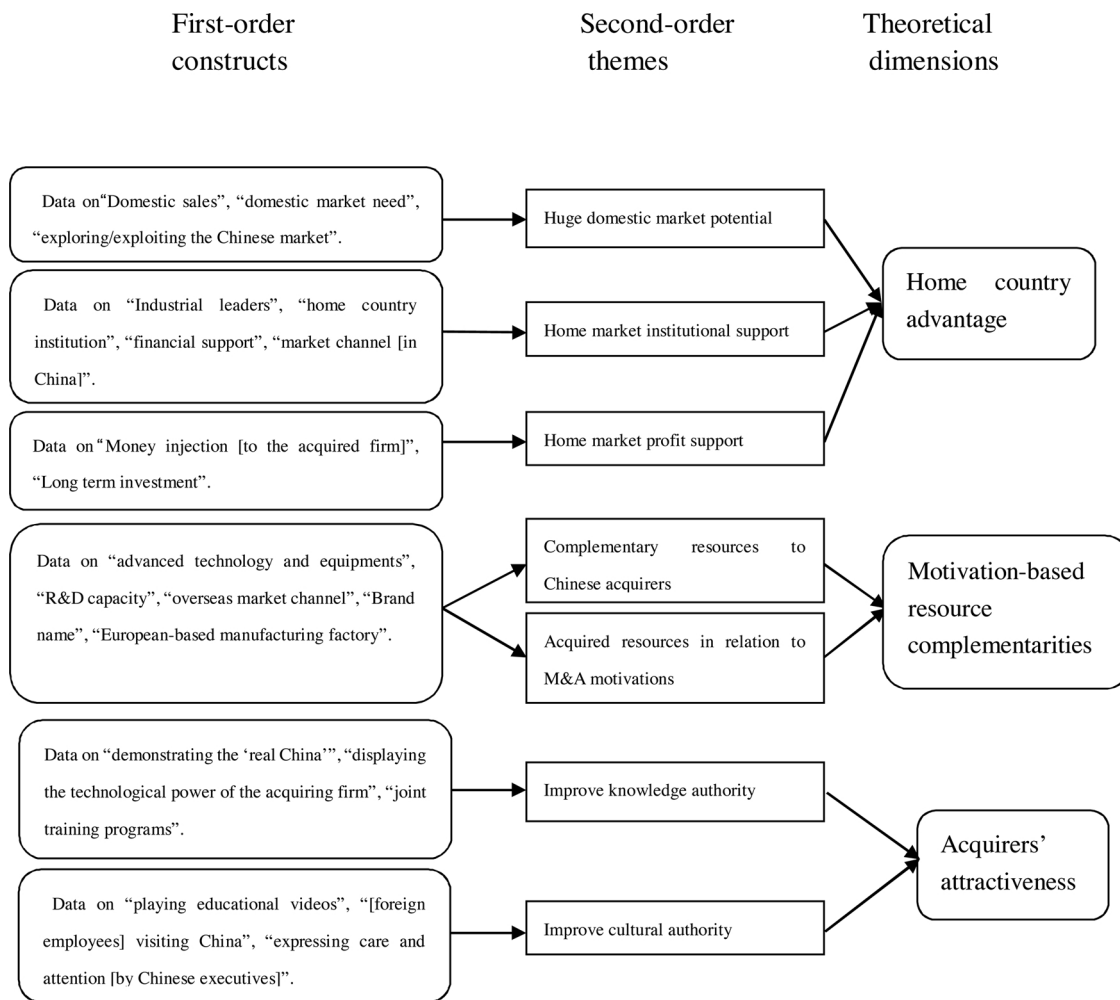 First-order
constructs
Second-order
themes
Theoretical
dimensions
Data on“Domestic sales”, “domestic market need”,
“exploring/exploiting the Chinese market”.
Huge domestic market potential
Data on “Industrial leaders”, “home country
institution”, “financial support”, “market channel [in
China]”.
Home market institutional support
Home country
advantage
Data on“Money injection [to the acquired firm]”,
“Long term investment”.
Home market profit support
Data on “advanced technology and equipments”,
“R&D capacity”, “overseas market channel”, “Brand
name”, “European-based manufacturing factory”.
Complementary resources to
Chinese acquirers
Acquired resources in relation to
M&A motivations
Motivation-based
resource
complementarities
Data on “demonstrating the ‘real China’”, “displaying
the technological power of the acquiring firm”, “joint
training programs”.
Improve knowledge authority
Data on “playing educational videos”, “[foreign
employees] visiting China”, “expressing care and
attention [by Chinese executives]”.
Improve cultural authority
Acquirers’
attractiveness